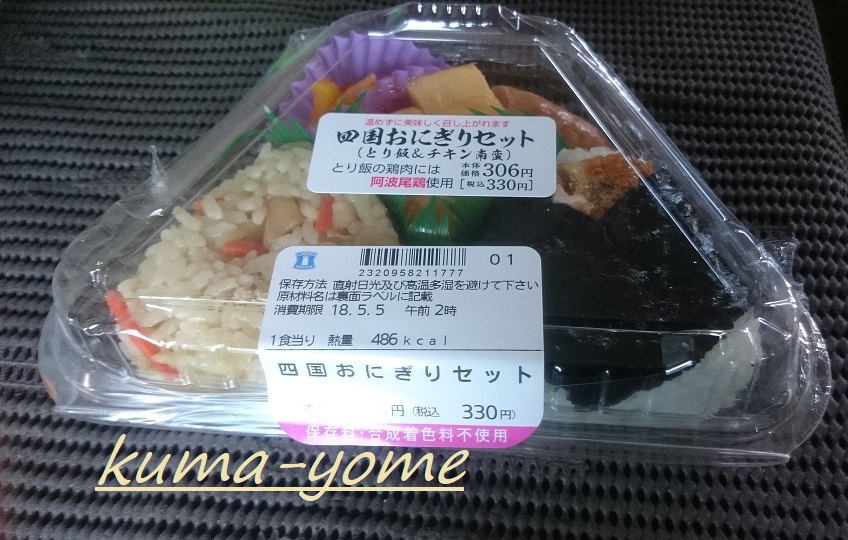 温めずに美味しく召し上がれます
四国おにぎりセット
(とり飯&チキン南蛮)
とり飯の鶏肉には
阿波尾鶏使用
本体価格 306円
[税込330円]
01
2320958211777
保存方法 直射日光及び高温多湿を避けて下さい
原材料名は裏面ラベルに記載
消費期限 18.5.5 午前2時
1食当り 熱量 486kcal
四国おにぎりセット
円(税込 330円)
保存料・合成着色料不使用
kuma-yome